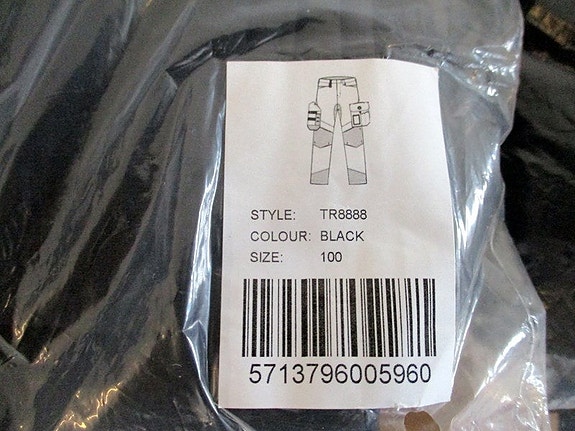 STYLE: TR8888
COLOUR: BLACK
SIZE: 100
5713796005960